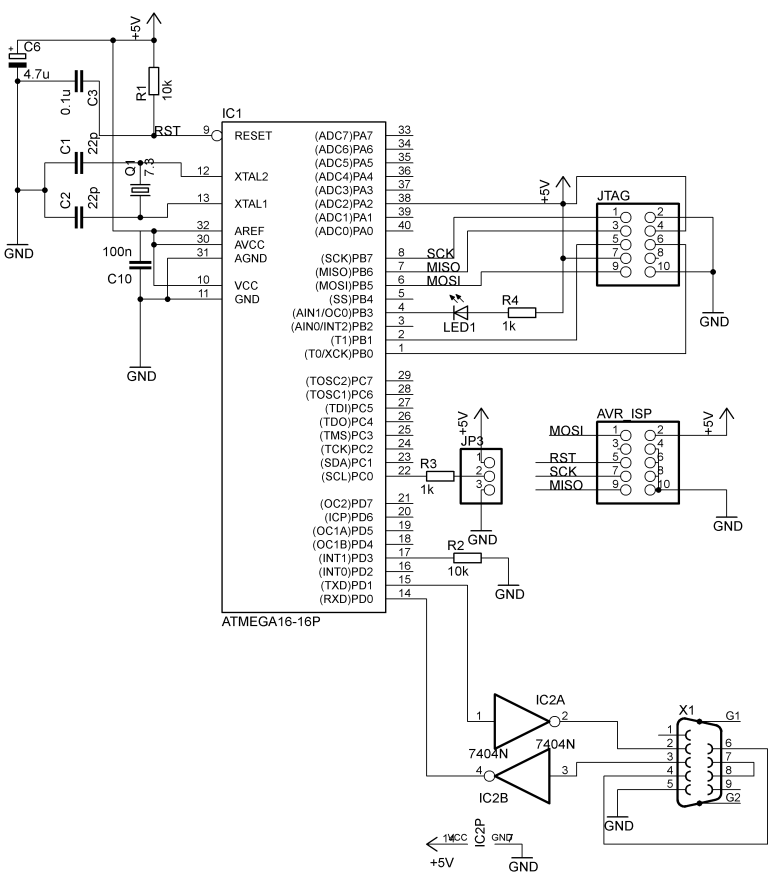 +5V
C6
+
4.7u
0.1u
C3
R1
10k
RST
C1
22p
C2
22p
Q1
7.3
GND
100n
C10
GND
IC1
9 RESET
12 XTAL2
13 XTAL1
32 AREF
30 AVCC
31 AGND
10 VCC
11 GND
(ADC7)PA7 33
(ADC6)PA6 34
(ADC5)PA5 35
(ADC4)PA4 36
(ADC3)PA3 37
(ADC2)PA2 38
(ADC1)PA1 39
(ADC0)PA0 40
(SCK)PB7 8 SCK
(MISO)PB6 7 MISO
(MOSI)PB5 6 MOSI
(SS)PB4 5
(AIN1/OC0)PB3 4
(AIN0/INT2)PB2 3
(T1)PB1 2
(T0/XCK)PB0 1
(TOSC2)PC7 29
(TOSC1)PC6 28
(TDI)PC5 27
(TDO)PC4 26
(TMS)PC3 25
(TCK)PC2 24
(SDA)PC1 23
(SCL)PC0 22
(OC2)PD7 21
(ICP)PD6 20
(OC1A)PD5 19
(OC1B)PD4 18
(INT1)PD3 17
(INT0)PD2 16
(TXD)PD1 15
(RXD)PD0 14
ATMEGA16-16P
LED1
R4
1k
+5V
JTAG
1 2
3 4
5 6
7 8
9 10
GND
R3
1k
+5V
JP3
1
2
3
GND
AVR_ISP
MOSI 1 2
3 4
RST 5 6
SCK 7 8
MISO 9 10
+5V
GND
R2
10k
GND
IC2A
1 2
7404N
7404N
4 3
IC2B
X1
G1
1
2 6
3 7
4 8
5 9
G2
GND
14 VCC IC2P GND 7
+5V
GND